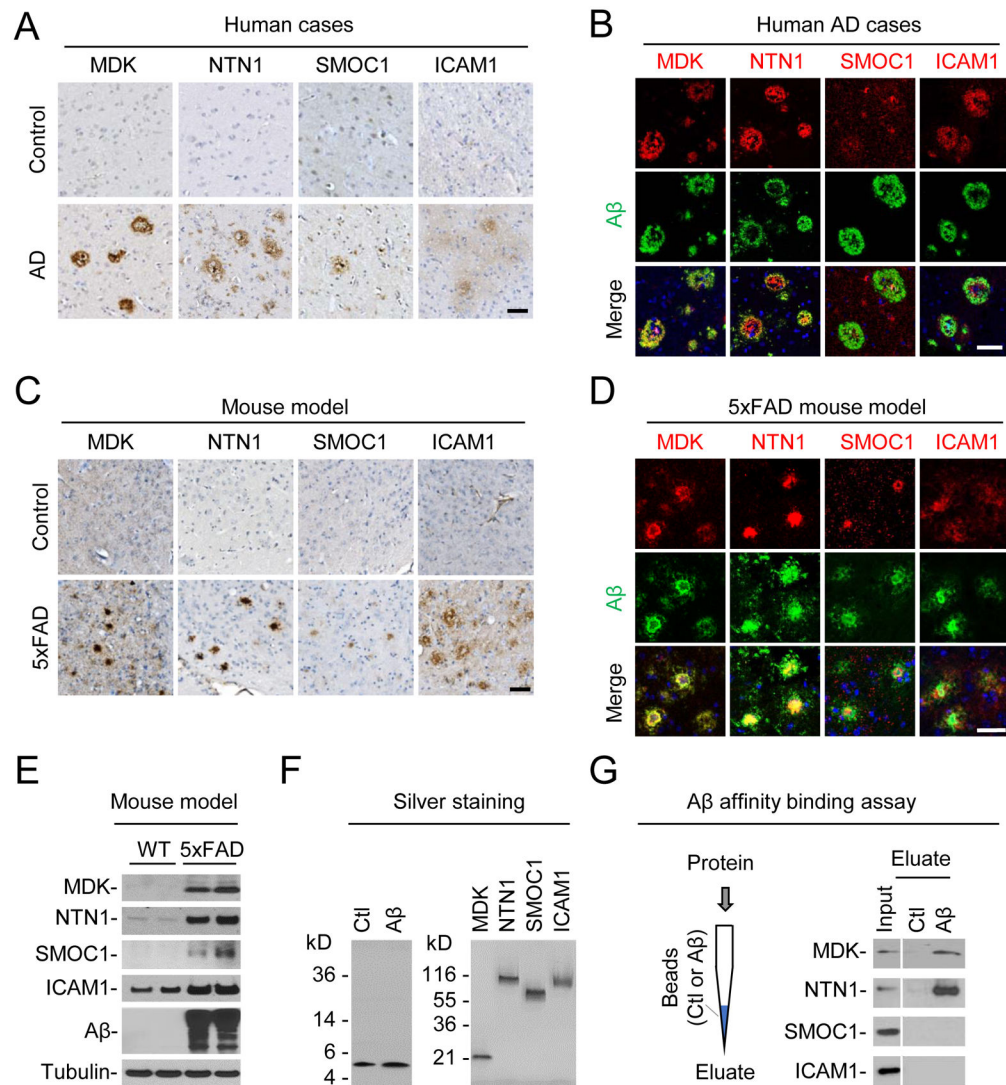 A
Human cases
MDK NTN1 SMOC1 ICAM1
Control
AD
B
Human AD cases
MDK NTN1 SMOC1 ICAM1
Aβ
Merge
C
Mouse model
MDK NTN1 SMOC1 ICAM1
Control
5xFAD
D
5xFAD mouse model
MDK NTN1 SMOC1 ICAM1
Aβ
Merge
E
Mouse model
WT 5xFAD
MDK-
NTN1-
SMOC1-
ICAM1-
Aβ-
Tubulin-
F
Silver staining
Ctl Aβ
kD
36 -
14 -
6 -
4 -
MDK NTN1 SMOC1 ICAM1
kD
116 -
55 -
36 -
21 -
G
Aβ affinity binding assay
Protein
Beads
(Ctl or Aβ)
Eluate
Eluate
Input Ctl Aβ
MDK-
NTN1-
SMOC1-
ICAM1-